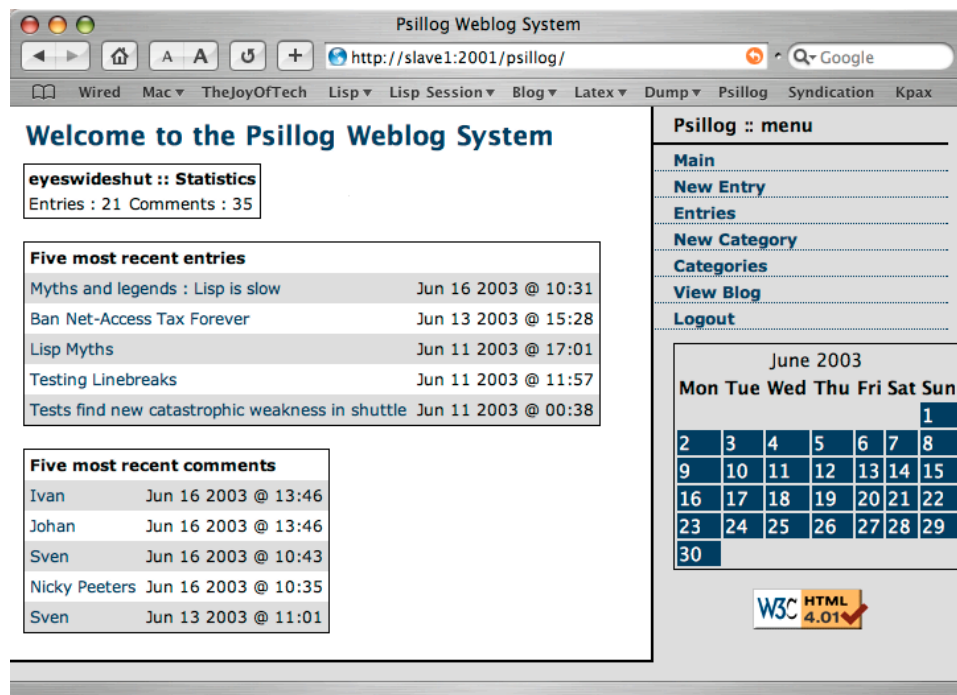 Psillog Weblog System
A A + http://slave1:2001/psillog/ Google
Wired Mac TheJoyOfTech Lisp Lisp Session Blog Latex Dump Psillog Syndication Kpax
Welcome to the Psillog Weblog System
eyeswideshut :: Statistics
Entries : 21 Comments : 35
Five most recent entries
Myths and legends : Lisp is slow Jun 16 2003 @ 10:31
Ban Net-Access Tax Forever Jun 13 2003 @ 15:28
Lisp Myths Jun 11 2003 @ 17:01
Testing Linebreaks Jun 11 2003 @ 11:57
Tests find new catastrophic weakness in shuttle Jun 11 2003 @ 00:38
Five most recent comments
Ivan Jun 16 2003 @ 13:46
Johan Jun 16 2003 @ 13:46
Sven Jun 16 2003 @ 10:43
Nicky Peeters Jun 16 2003 @ 10:35
Sven Jun 13 2003 @ 11:01
Psillog :: menu
Main
New Entry
Entries
New Category
Categories
View Blog
Logout
June 2003
Mon Tue Wed Thu Fri Sat Sun
1
2 3 4 5 6 7 8
9 10 11 12 13 14 15
16 17 18 19 20 21 22
23 24 25 26 27 28 29
30
W3C HTML
4.01